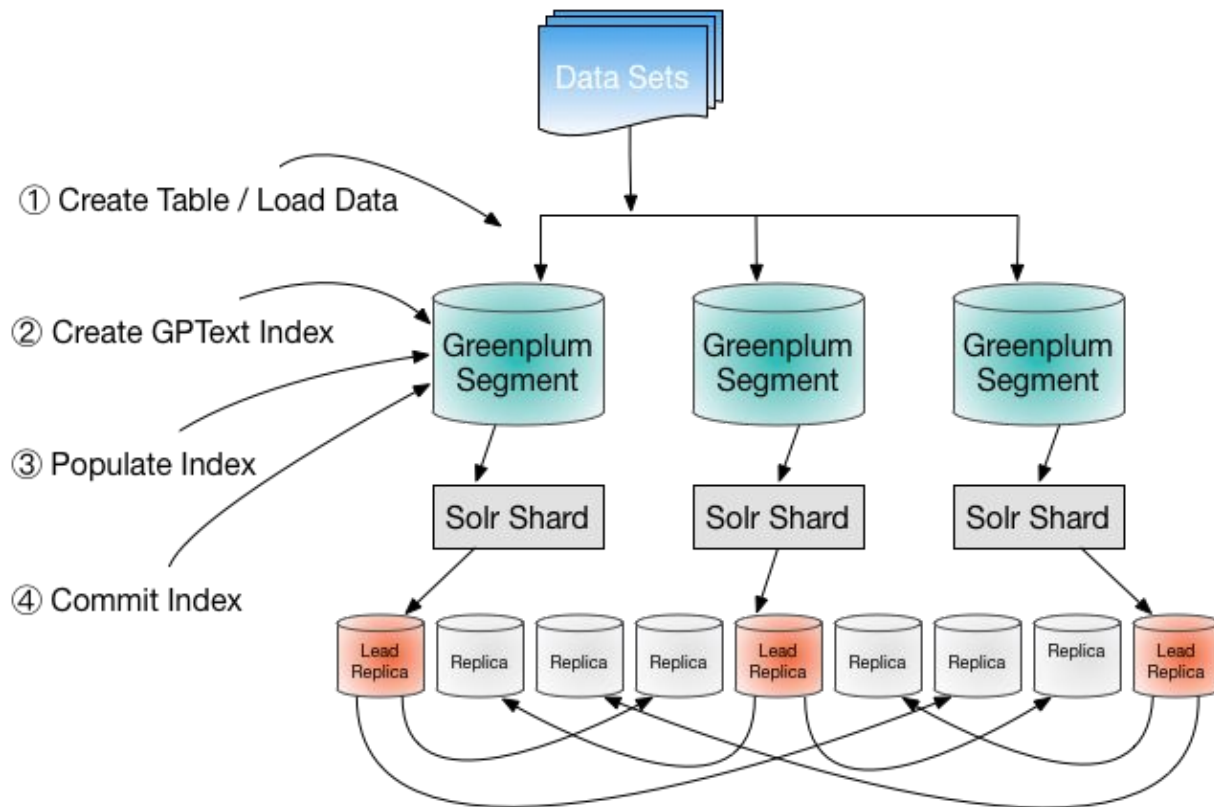 Data Sets
① Create Table / Load Data
② Create GPText Index
③ Populate Index
④ Commit Index
Greenplum
Segment
Greenplum
Segment
Greenplum
Segment
Solr Shard
Solr Shard
Solr Shard
Lead
Replica
Replica
Replica
Replica
Lead
Replica
Replica
Replica
Replica
Lead
Replica